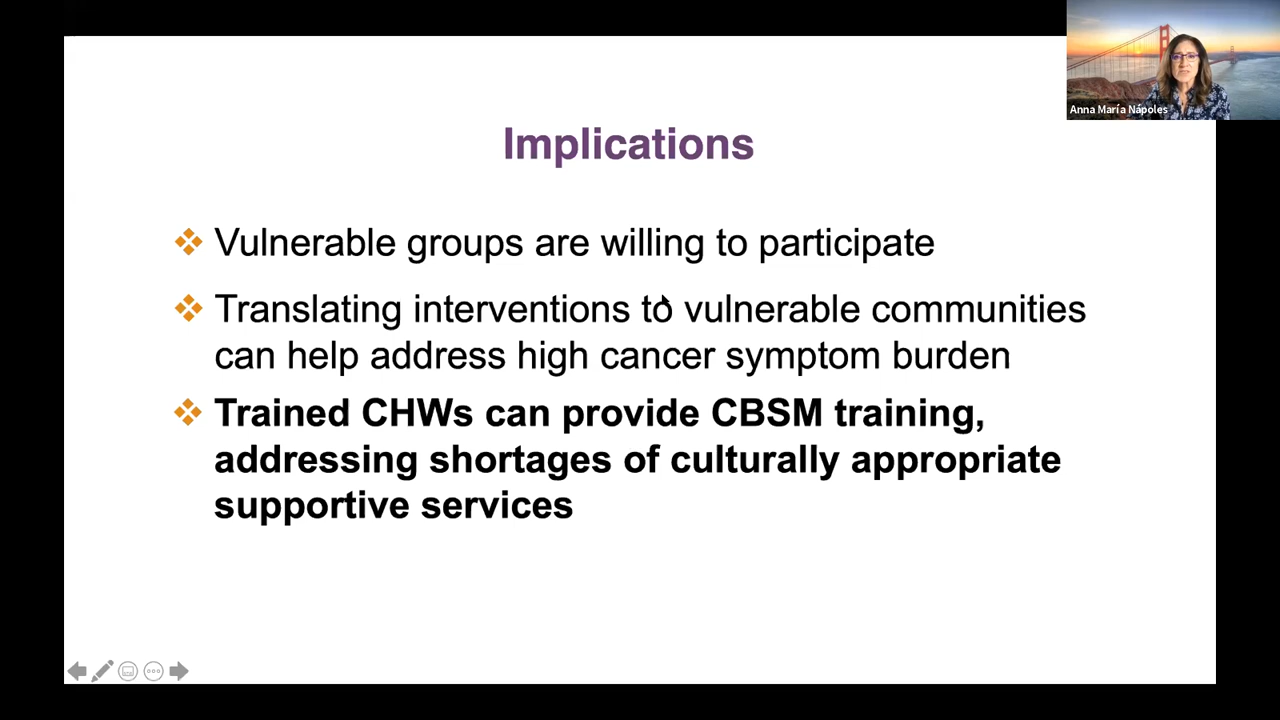 Anna María Nápoles
Implications
Vulnerable groups are willing to participate
Translating interventions to vulnerable communities
can help address high cancer symptom burden
Trained CHWs can provide CBSM training,
addressing shortages of culturally appropriate
supportive services